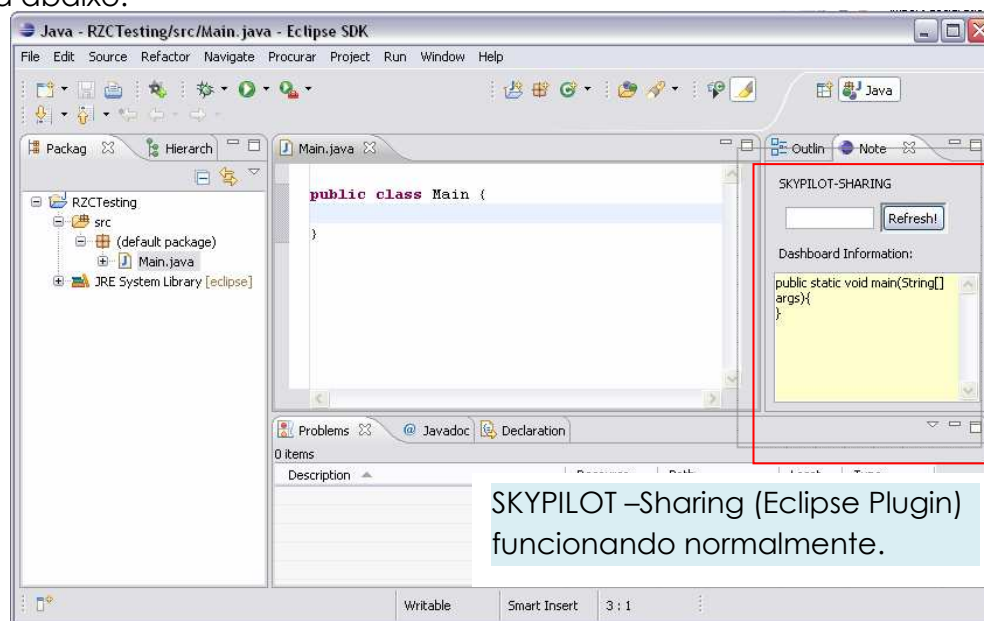 abaixo.
Java - RZCTesting/src/Main.java - Eclipse SDK
File Edit Source Refactor Navigate Procurar Project Run Window Help
Java
Packag Hierarch
Main.java
Outlin Note
RZCTesting
src
(default package)
Main.java
JRE System Library [eclipse]
public class Main {
}
SKYPILOT-SHARING
Refresh!
Dashboard Information:
public static void main(String[]
args){
}
Problems @ Javadoc Declaration
0 items
Description
SKYPILOT –Sharing (Eclipse Plugin)
funcionando normalmente.
Writable Smart Insert 3 : 1